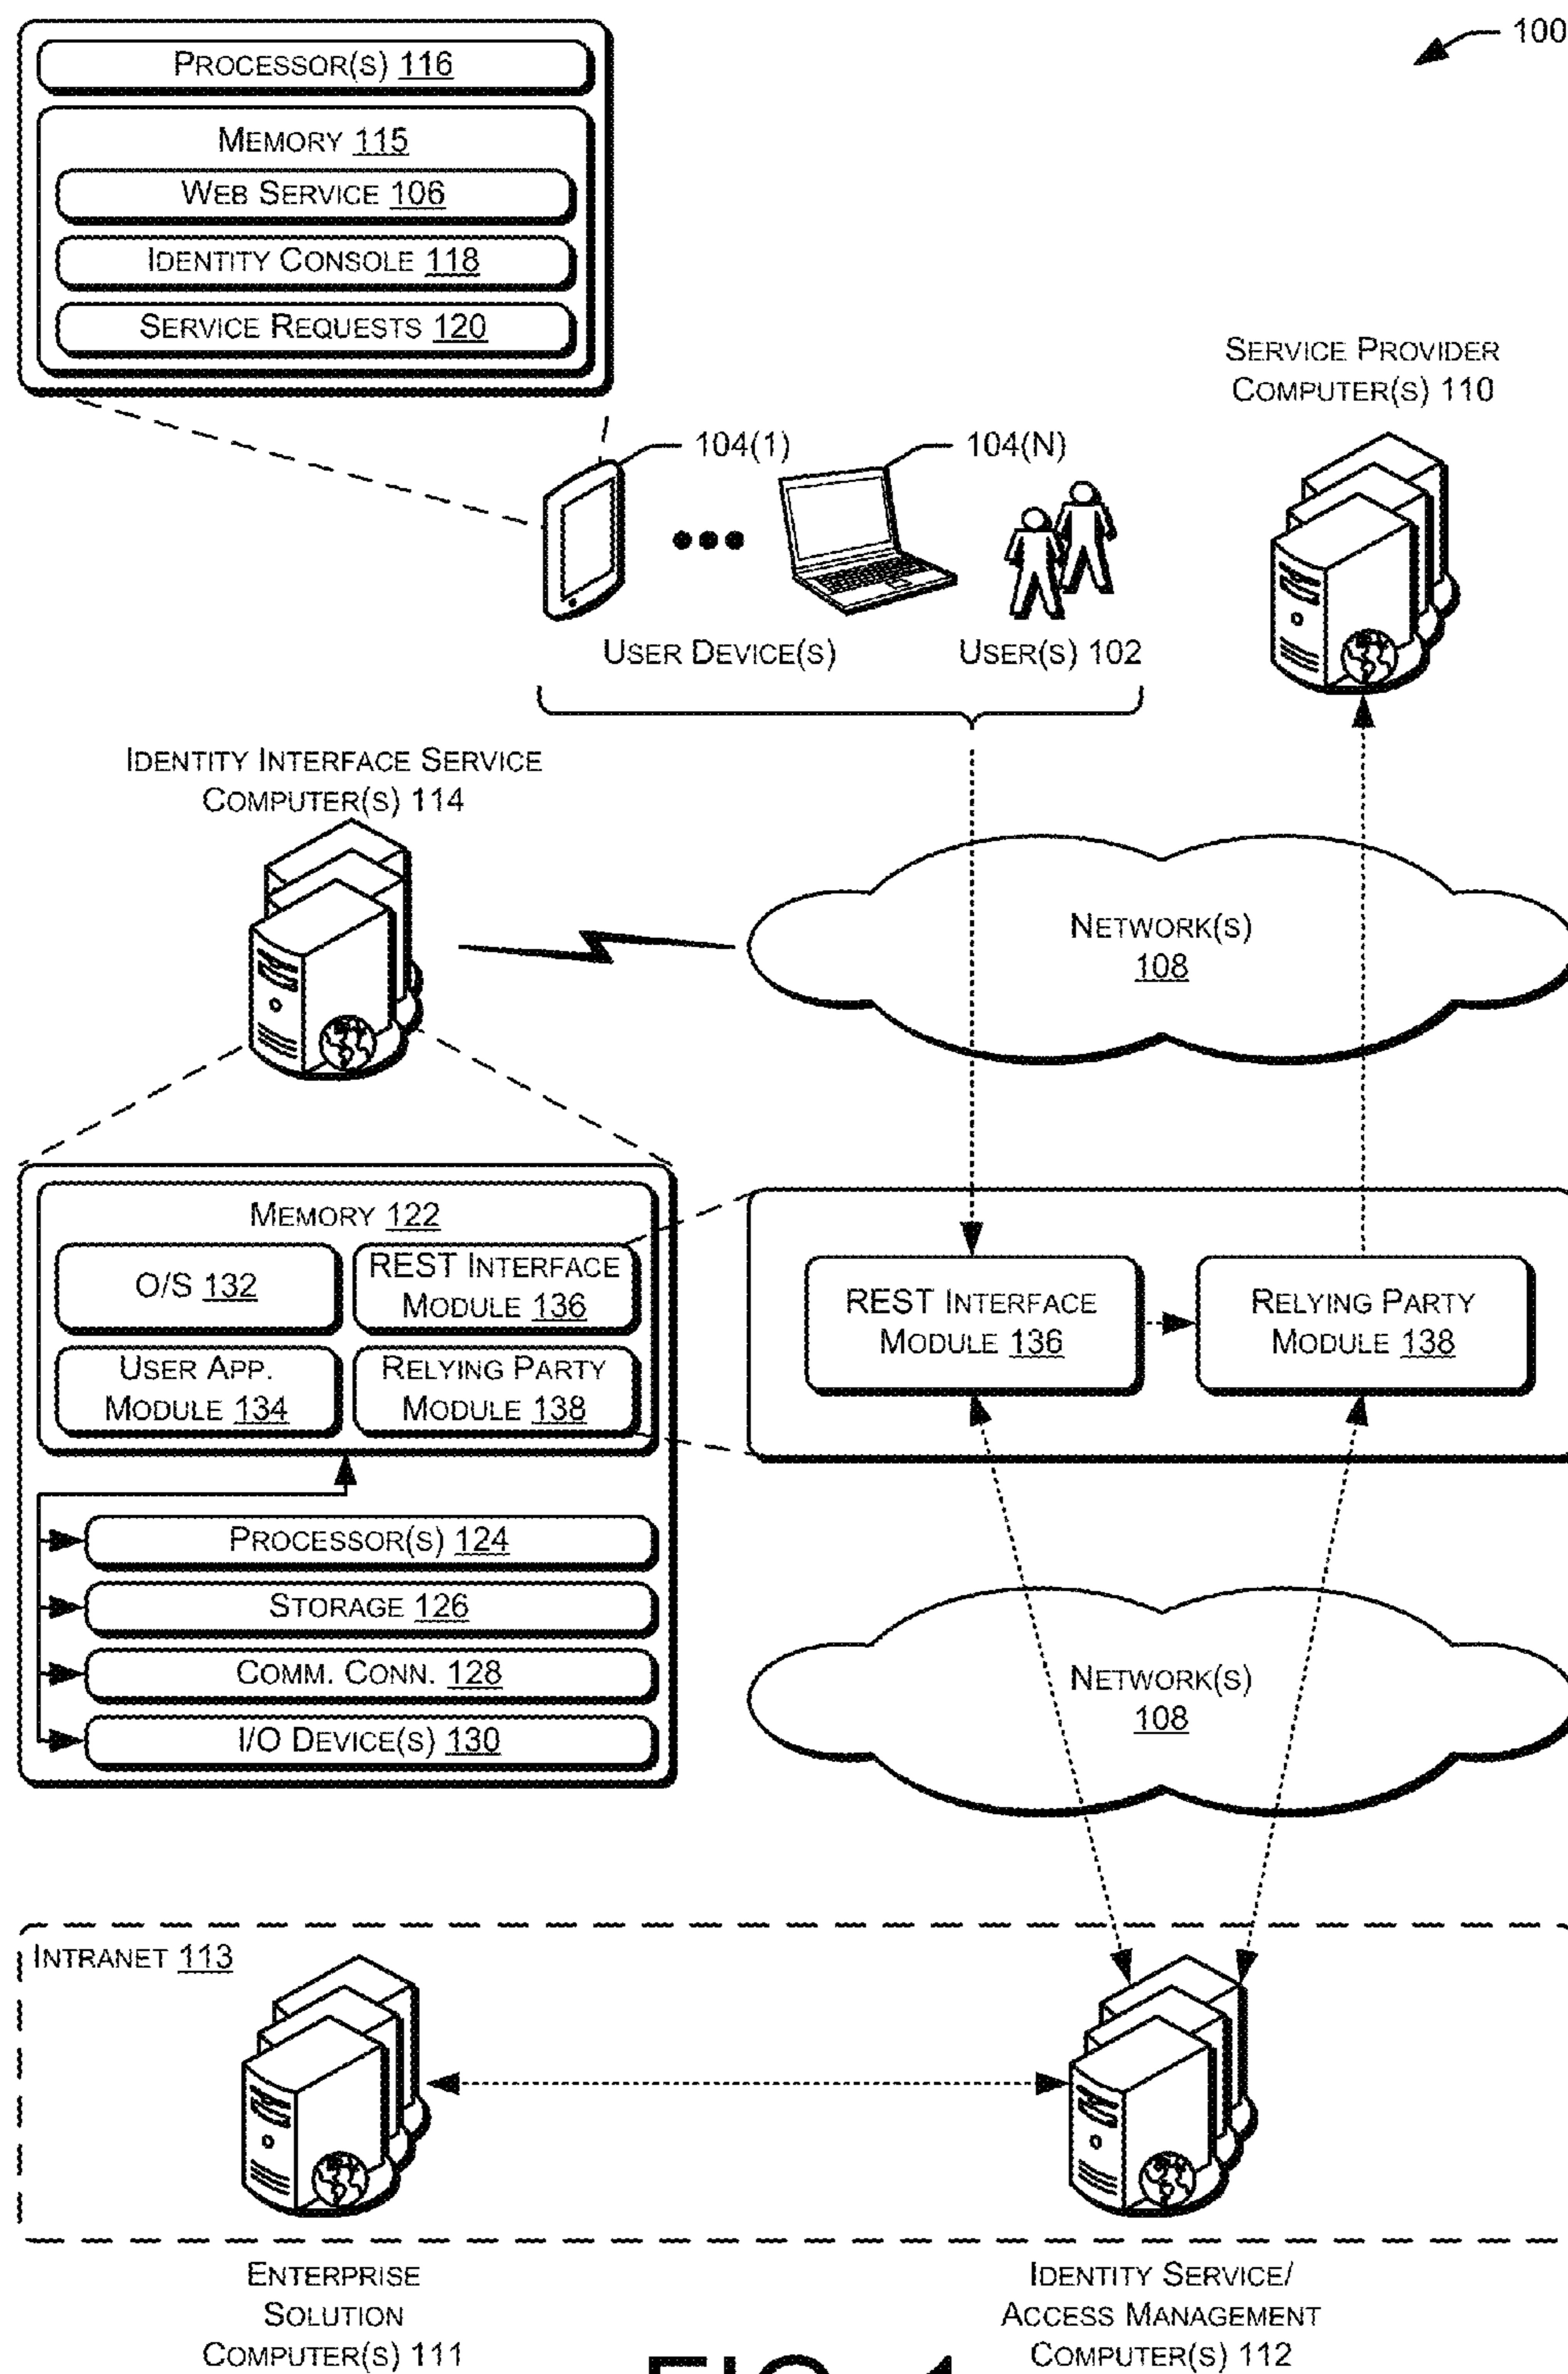 100
PROCESSOR(S) 116
MEMORY 115
WEB SERVICE 106
IDENTITY CONSOLE 118
SERVICE REQUESTS 120
SERVICE PROVIDER
COMPUTER(S) 110
104(1)
104(N)
USER DEVICE(S)
USER(S) 102
IDENTITY INTERFACE SERVICE
COMPUTER(S) 114
NETWORK(S)
108
MEMORY 122
O/S 132
REST INTERFACE
MODULE 136
USER APP.
MODULE 134
RELYING PARTY
MODULE 138
REST INTERFACE
MODULE 136
RELYING PARTY
MODULE 138
PROCESSOR(S) 124
STORAGE 126
COMM. CONN. 128
I/O DEVICE(S) 130
NETWORK(S)
108
INTRANET 113
ENTERPRISE
SOLUTION
COMPUTER(S) 111
IDENTITY SERVICE/
ACCESS MANAGEMENT
COMPUTER(S) 112
FIG. 1